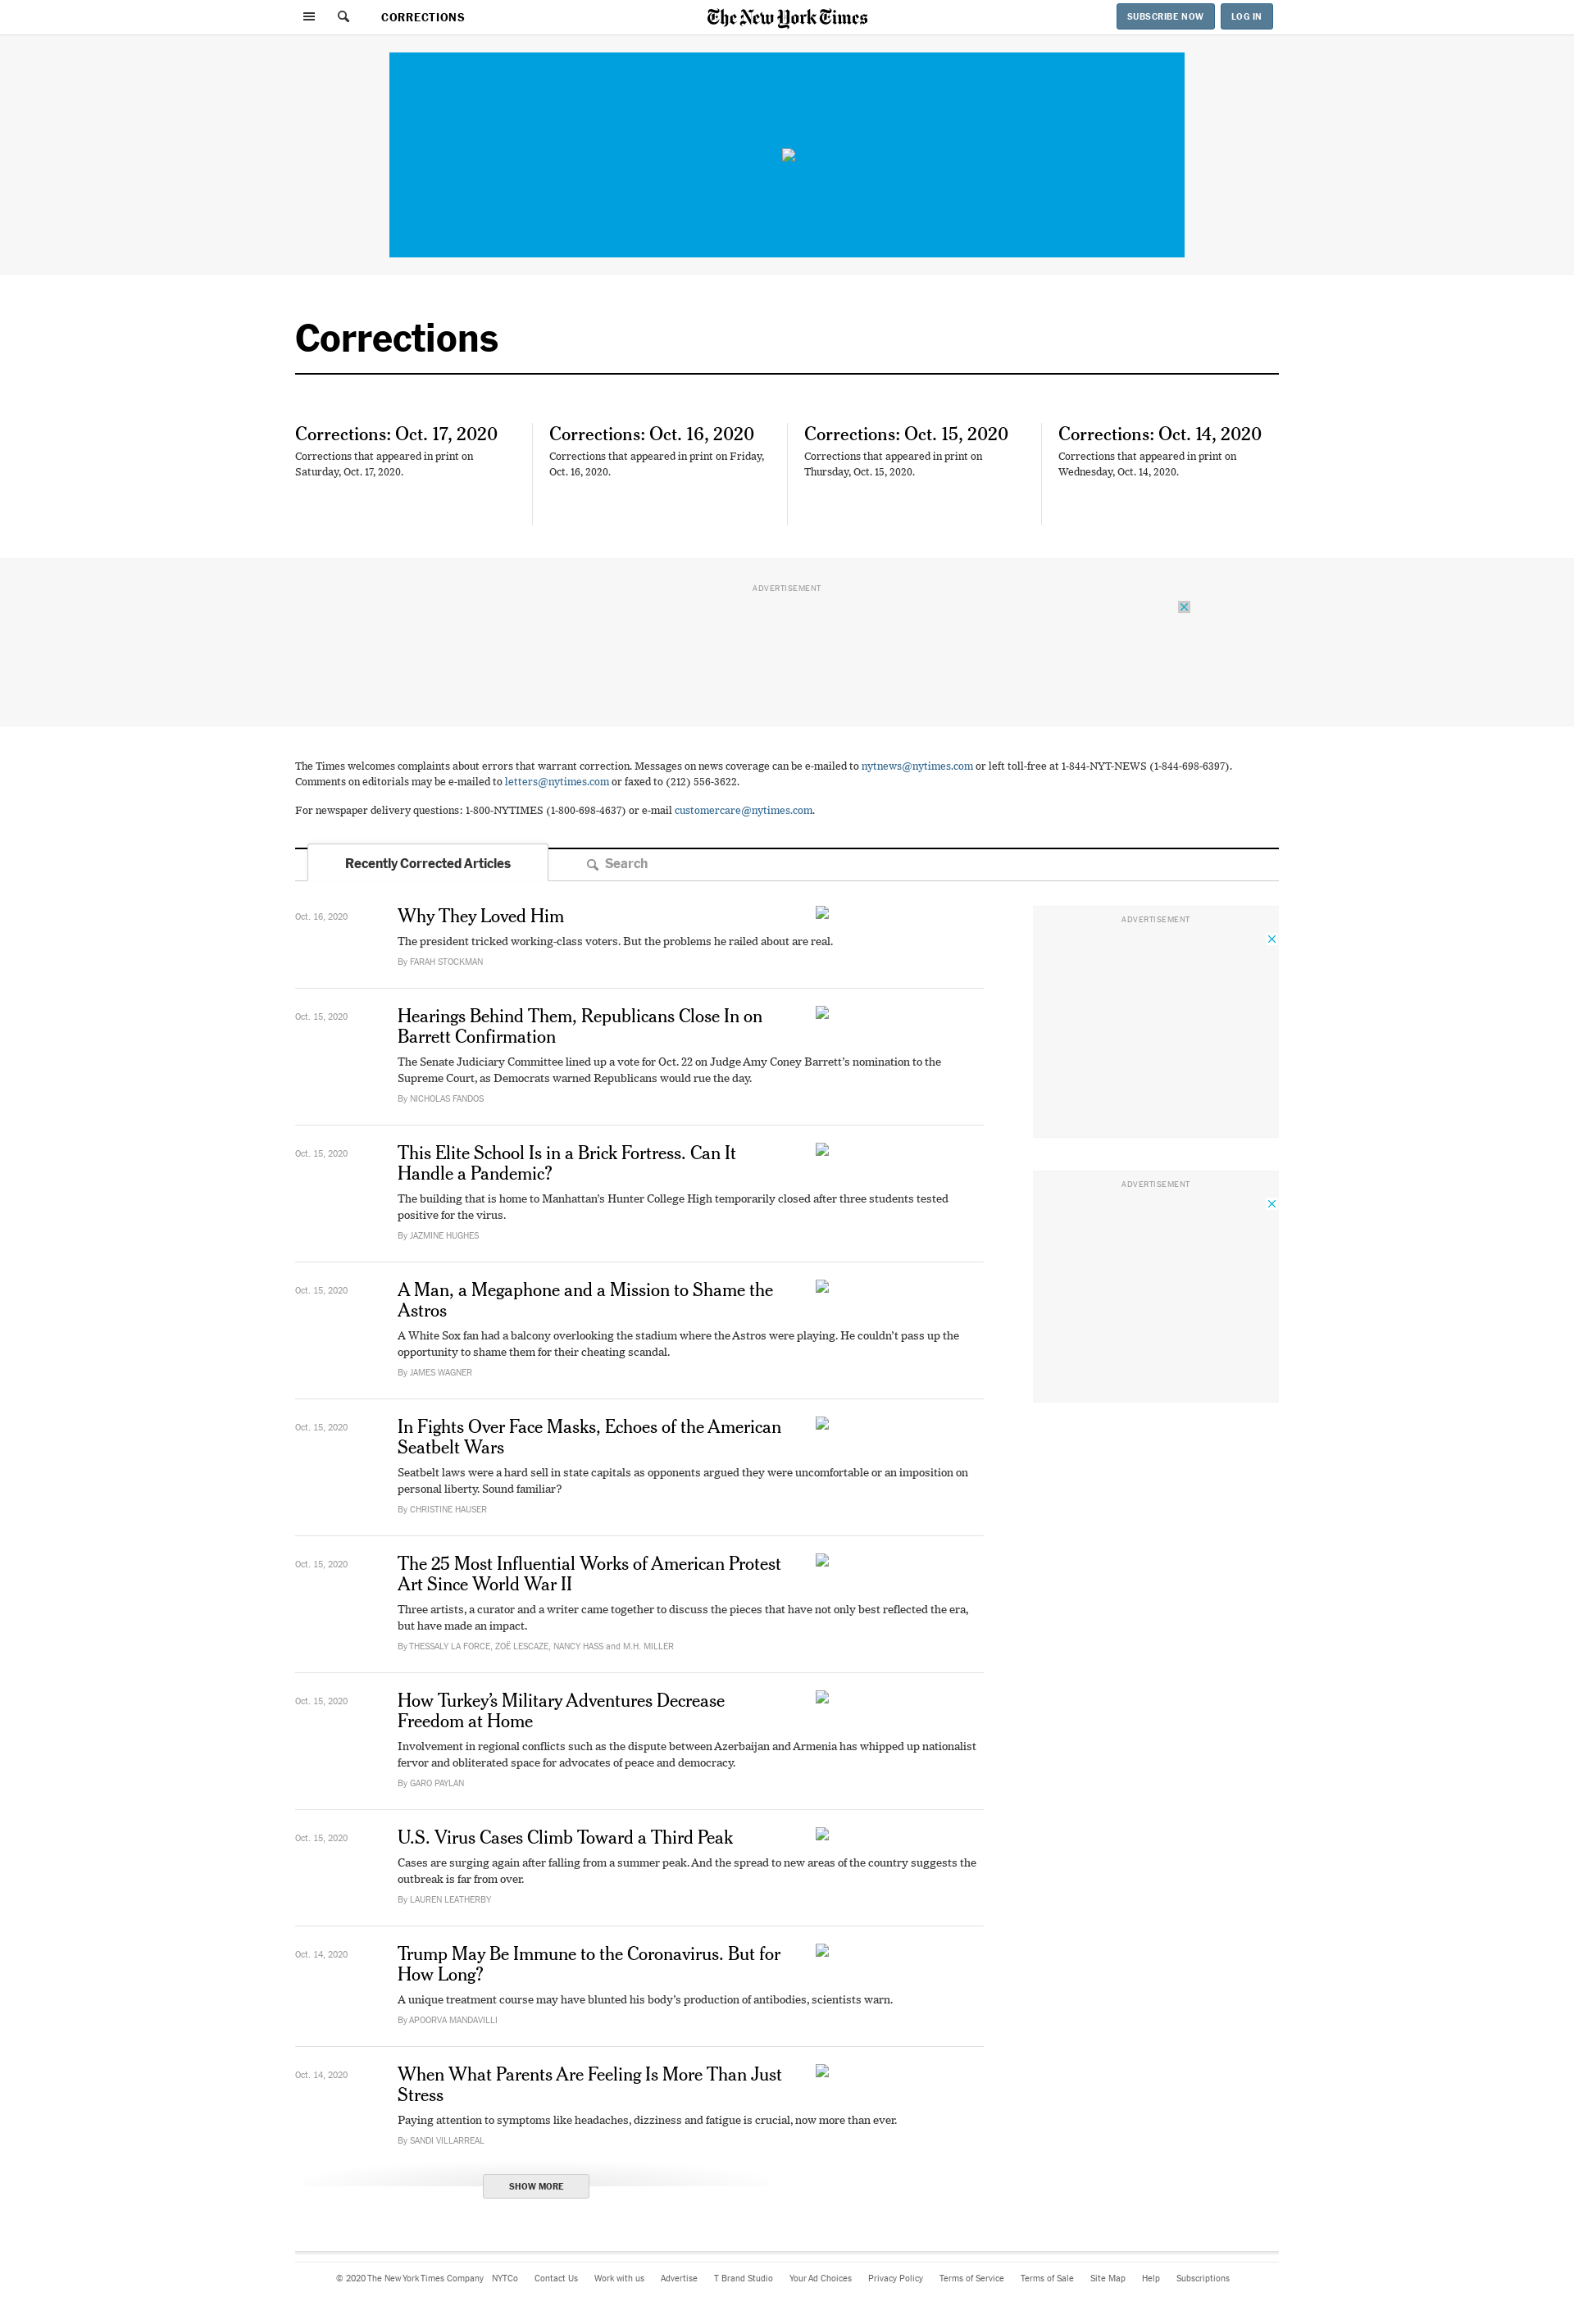 CORRECTIONS
The New York Times
SUBSCRIBE NOW
LOG IN
Corrections
Corrections: Oct. 17, 2020
Corrections that appeared in print on
Saturday, Oct. 17, 2020.
Corrections: Oct. 16, 2020
Corrections that appeared in print on Friday,
Oct. 16, 2020.
Corrections: Oct. 15, 2020
Corrections that appeared in print on
Thursday, Oct. 15, 2020.
Corrections: Oct. 14, 2020
Corrections that appeared in print on
Wednesday, Oct. 14, 2020.
ADVERTISEMENT
The Times welcomes complaints about errors that warrant correction. Messages on news coverage can be e-mailed to nytnews@nytimes.com or left toll-free at 1-844-NYT-NEWS (1-844-698-6397).
Comments on editorials may be e-mailed to letters@nytimes.com or faxed to (212) 556-3622.
For newspaper delivery questions: 1-800-NYTIMES (1-800-698-4637) or e-mail customercare@nytimes.com.
Recently Corrected Articles
Search
Oct. 16, 2020
Why They Loved Him
The president tricked working-class voters. But the problems he railed about are real.
By FARAH STOCKMAN
Oct. 15, 2020
Hearings Behind Them, Republicans Close In on
Barrett Confirmation
The Senate Judiciary Committee lined up a vote for Oct. 22 on Judge Amy Coney Barrett’s nomination to the
Supreme Court, as Democrats warned Republicans would rue the day.
By NICHOLAS FANDOS
Oct. 15, 2020
This Elite School Is in a Brick Fortress. Can It
Handle a Pandemic?
The building that is home to Manhattan’s Hunter College High temporarily closed after three students tested
positive for the virus.
By JAZMINE HUGHES
Oct. 15, 2020
A Man, a Megaphone and a Mission to Shame the
Astros
A White Sox fan had a balcony overlooking the stadium where the Astros were playing. He couldn’t pass up the
opportunity to shame them for their cheating scandal.
By JAMES WAGNER
Oct. 15, 2020
In Fights Over Face Masks, Echoes of the American
Seatbelt Wars
Seatbelt laws were a hard sell in state capitals as opponents argued they were uncomfortable or an imposition on
personal liberty. Sound familiar?
By CHRISTINE HAUSER
Oct. 15, 2020
The 25 Most Influential Works of American Protest
Art Since World War II
Three artists, a curator and a writer came together to discuss the pieces that have not only best reflected the era,
but have made an impact.
By THESSALY LA FORCE, ZOË LESCAZE, NANCY HASS and M.H. MILLER
Oct. 15, 2020
How Turkey’s Military Adventures Decrease
Freedom at Home
Involvement in regional conflicts such as the dispute between Azerbaijan and Armenia has whipped up nationalist
fervor and obliterated space for advocates of peace and democracy.
By GARO PAYLAN
Oct. 15, 2020
U.S. Virus Cases Climb Toward a Third Peak
Cases are surging again after falling from a summer peak. And the spread to new areas of the country suggests the
outbreak is far from over.
By LAUREN LEATHERBY
Oct. 14, 2020
Trump May Be Immune to the Coronavirus. But for
How Long?
A unique treatment course may have blunted his body’s production of antibodies, scientists warn.
By APOORVA MANDAVILLI
Oct. 14, 2020
When What Parents Are Feeling Is More Than Just
Stress
Paying attention to symptoms like headaches, dizziness and fatigue is crucial, now more than ever.
By SANDI VILLARREAL
SHOW MORE
ADVERTISEMENT
ADVERTISEMENT
© 2020 The New York Times Company NYTCo Contact Us Work with us Advertise T Brand Studio Your Ad Choices Privacy Policy Terms of Service Terms of Sale Site Map Help Subscriptions